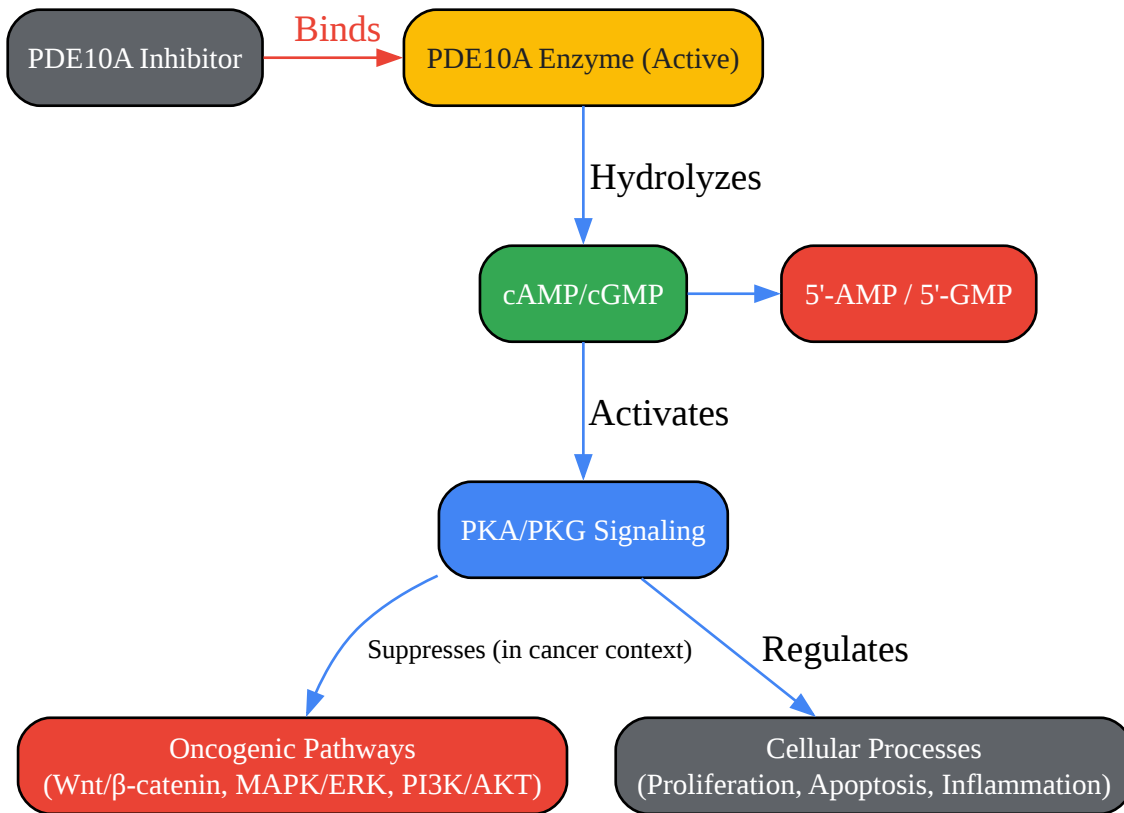 PDE10A Inhibitor
Binds
PDE10A Enzyme (Active)
Hydrolyzes
cAMP/cGMP
5'-AMP / 5'-GMP
Activates
PKA/PKG Signaling
Suppresses (in cancer context)
Regulates
Oncogenic Pathways
(Wnt/β-catenin, MAPK/ERK, PI3K/AKT)
Cellular Processes
(Proliferation, Apoptosis, Inflammation)